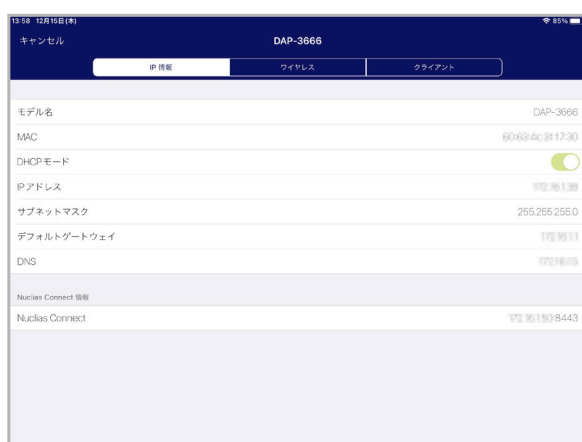 13:58 12月15日(木)
85%
キャンセル
DAP-3666
IP 情報
ワイヤレス
クライアント
モデル名 DAP-3666
MAC
DHCPモード
IPアドレス
サブネットマスク 255.255.255.0
デフォルトゲートウェイ
DNS
Nuclias Connect 情報
Nuclias Connect :8443